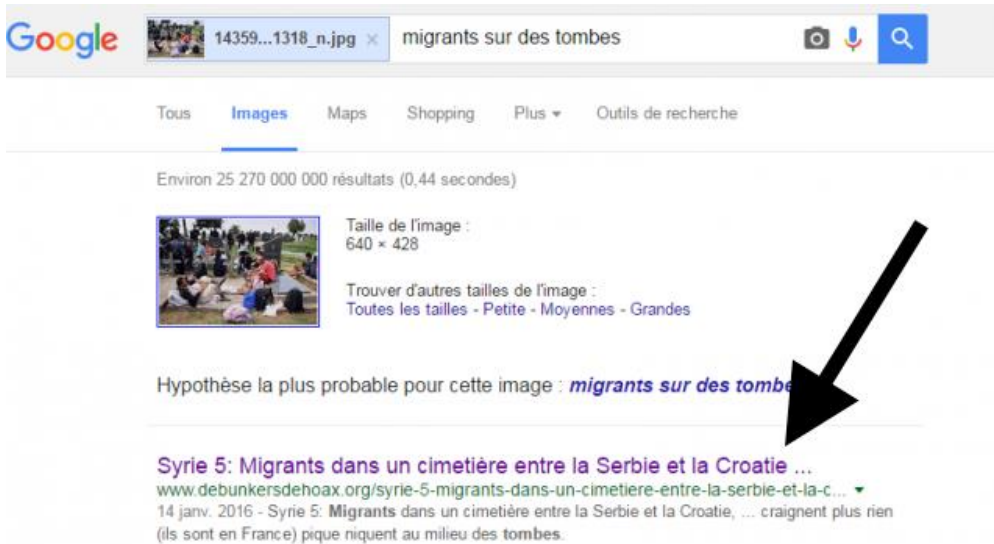 Google 14359...1318_n.jpg × migrants sur des tombes
Tous Images Maps Shopping Plus Outils de recherche
Environ 25 270 000 000 résultats (0,44 secondes)
Taille de l'image :
640 × 428
Trouver d'autres tailles de l'image :
Toutes les tailles - Petite - Moyennes - Grandes
Hypothèse la plus probable pour cette image : migrants sur des tombe
Syrie 5: Migrants dans un cimetière entre la Serbie et la Croatie ...
www.debunkersdehoax.org/syrie-5-migrants-dans-un-cimetiere-entre-la-serbie-et-la-c...
14 janv. 2016 - Syrie 5: Migrants dans un cimetière entre la Serbie et la Croatie, ... craignent plus rien
(ils sont en France) pique niquent au milieu des tombes.